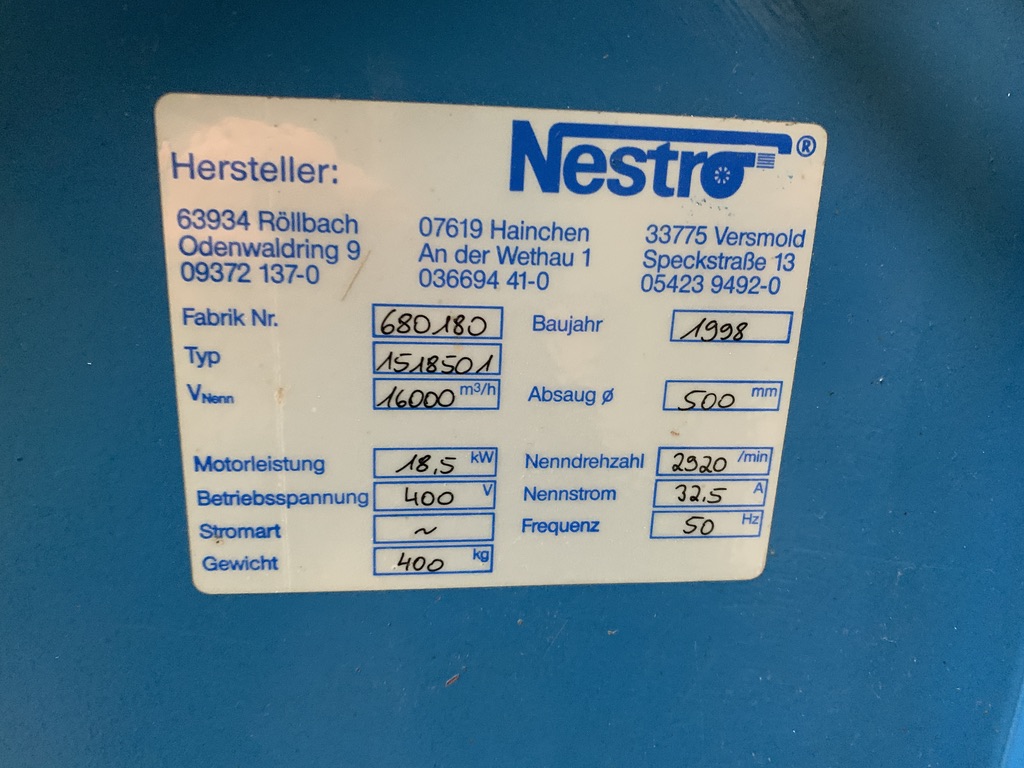 Nestro®
Hersteller:
63934 Röllbach 07619 Hainchen 33775 Versmold
Odenwaldring 9 An der Wethau 1 Speckstraße 13
09372 137-0 036694 41-0 05423 9492-0
Fabrik Nr. 680180 Baujahr 1998
Typ 1518501
VNenn 16000 m³/h Absaug ø 500 mm
Motorleistung 18,5 kW Nenndrehzahl 2920 /min
Betriebsspannung 400 V Nennstrom 32,5 A
Stromart ~ Frequenz 50 Hz
Gewicht 400 kg